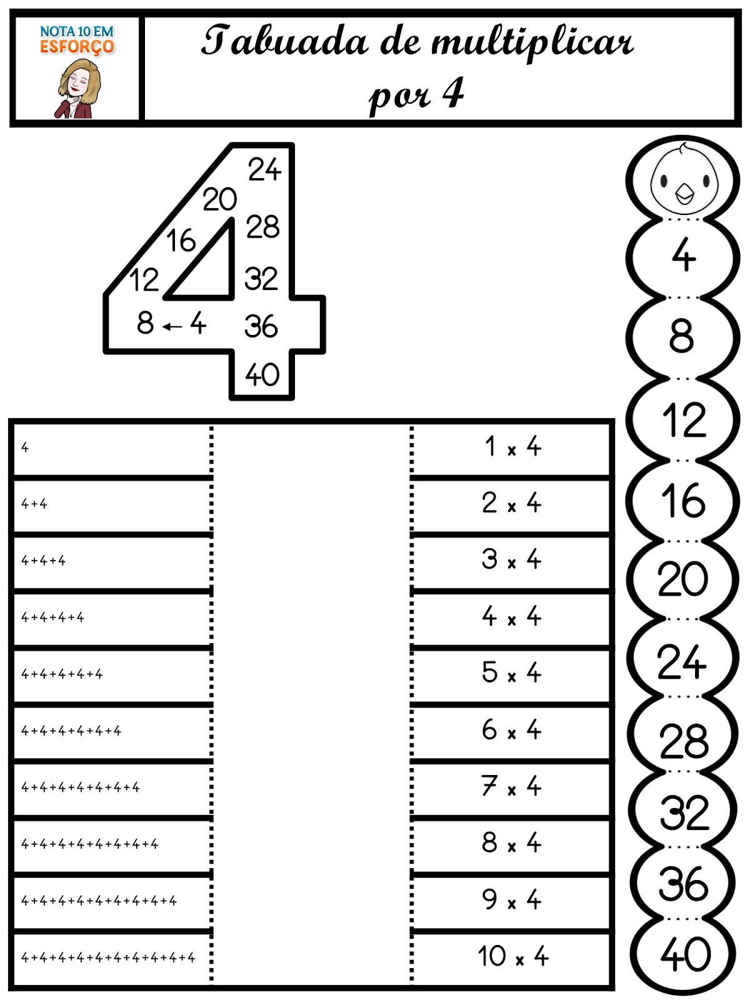 NOTA 10 EM
ESFORÇO
Tabuada de multiplicar
por 4
24
20
28
16
12
32
8 ← 4
36
40
4
1 x 4
4+4
2 x 4
4+4+4
3 x 4
4+4+4+4
4 x 4
4+4+4+4+4
5 x 4
4+4+4+4+4+4
6 x 4
4+4+4+4+4+4+4
7 x 4
4+4+4+4+4+4+4+4
8 x 4
4+4+4+4+4+4+4+4+4
9 x 4
4+4+4+4+4+4+4+4+4+4
10 x 4
4
8
12
16
20
24
28
32
36
40